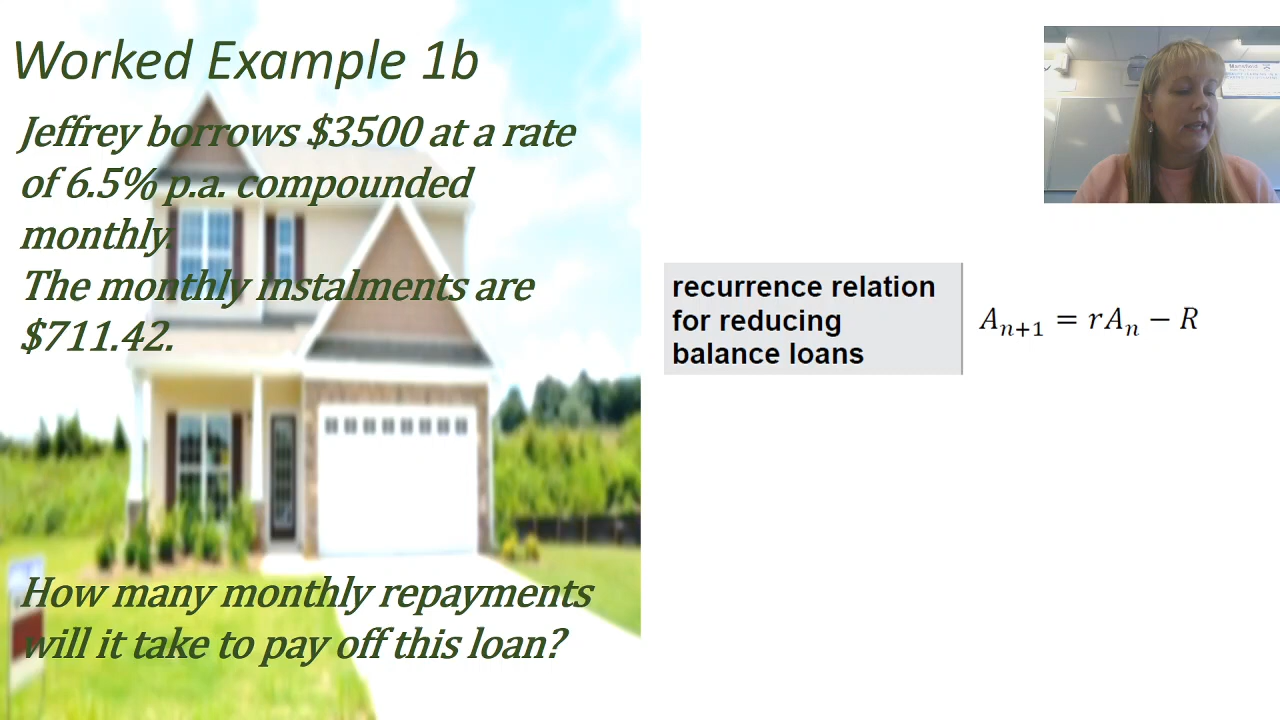 Worked Example 1b
Jeffrey borrows $3500 at a rate
of 6.5% p.a. compounded
monthly.
The monthly instalments are
$711.42.
How many monthly repayments
will it take to pay off this loan?
recurrence relation
for reducing
balance loans
Aₙ₊₁ = rAₙ − R